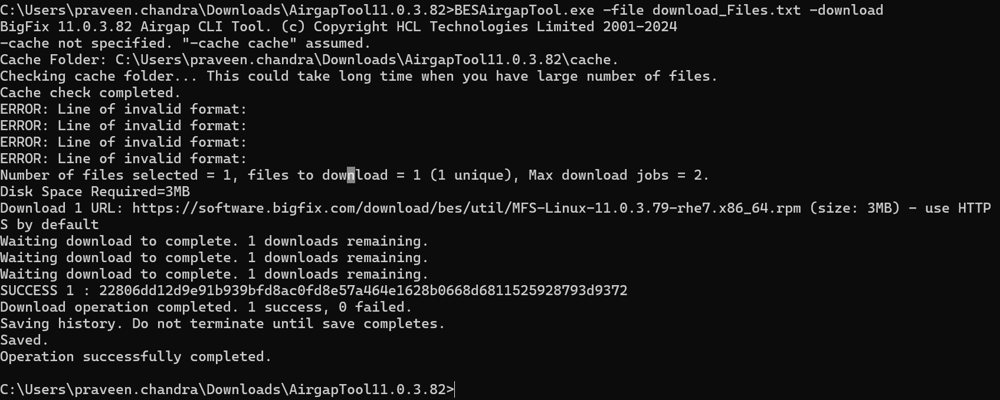 C:\Users\praveen.chandra\Downloads\AirgapTool11.0.3.82>BESAirgapTool.exe -file download_Files.txt -download
BigFix 11.0.3.82 Airgap CLI Tool. (c) Copyright HCL Technologies Limited 2001-2024
-cache not specified. "-cache cache" assumed.
Cache Folder: C:\Users\praveen.chandra\Downloads\AirgapTool11.0.3.82\cache.
Checking cache folder... This could take long time when you have large number of files.
Cache check completed.
ERROR: Line of invalid format:
ERROR: Line of invalid format:
ERROR: Line of invalid format:
ERROR: Line of invalid format:
Number of files selected = 1, files to download = 1 (1 unique), Max download jobs = 2.
Disk Space Required=3MB
Download 1 URL: https://software.bigfix.com/download/bes/util/MFS-Linux-11.0.3.79-rhe7.x86_64.rpm (size: 3MB) - use HTTP
S by default
Waiting download to complete. 1 downloads remaining.
Waiting download to complete. 1 downloads remaining.
Waiting download to complete. 1 downloads remaining.
SUCCESS 1 : 22806dd12d9e91b939bfd8ac0fd8e57a464e1628b0668d6811525928793d9372
Download operation completed. 1 success, 0 failed.
Saving history. Do not terminate until save completes.
Saved.
Operation successfully completed.
C:\Users\praveen.chandra\Downloads\AirgapTool11.0.3.82>